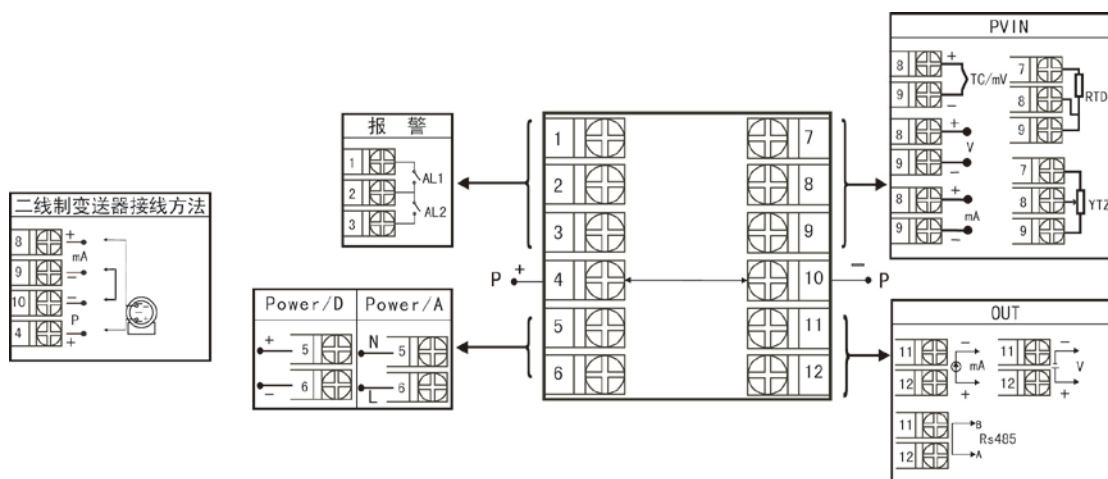 二线制变送器接线方法
8
+
mA
9
−
10
−
P
4
+
报 警
1
AL1
2
AL2
3
Power/D
Power/A
+
5
N
5
−
6
L
6
1
7
2
8
3
9
P
+
4
10
−
P
5
11
6
12
PVIN
8
+
TC/mV
9
−
8
+
V
9
−
8
+
mA
9
−
7
RTD
8
9
7
YTZ
8
9
OUT
11
−
mA
12
+
11
−
V
12
+
11
B
Rs485
12
A